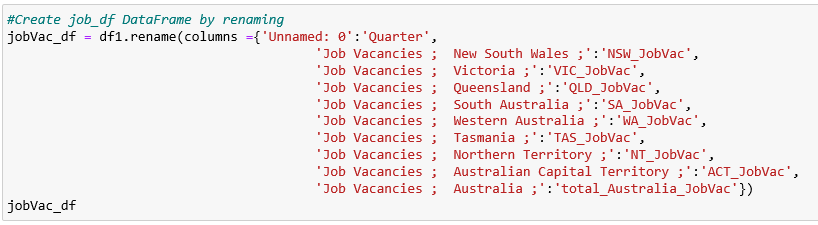 #Create job_df DataFrame by renaming
jobVac_df = df1.rename(columns ={'Unnamed: 0':'Quarter',
'Job Vacancies ;  New South Wales ;':'NSW_JobVac',
'Job Vacancies ;  Victoria ;':'VIC_JobVac',
'Job Vacancies ;  Queensland ;':'QLD_JobVac',
'Job Vacancies ;  South Australia ;':'SA_JobVac',
'Job Vacancies ;  Western Australia ;':'WA_JobVac',
'Job Vacancies ;  Tasmania ;':'TAS_JobVac',
'Job Vacancies ;  Northern Territory ;':'NT_JobVac',
'Job Vacancies ;  Australian Capital Territory ;':'ACT_JobVac',
'Job Vacancies ;  Australia ;':'total_Australia_JobVac'})
jobVac_df